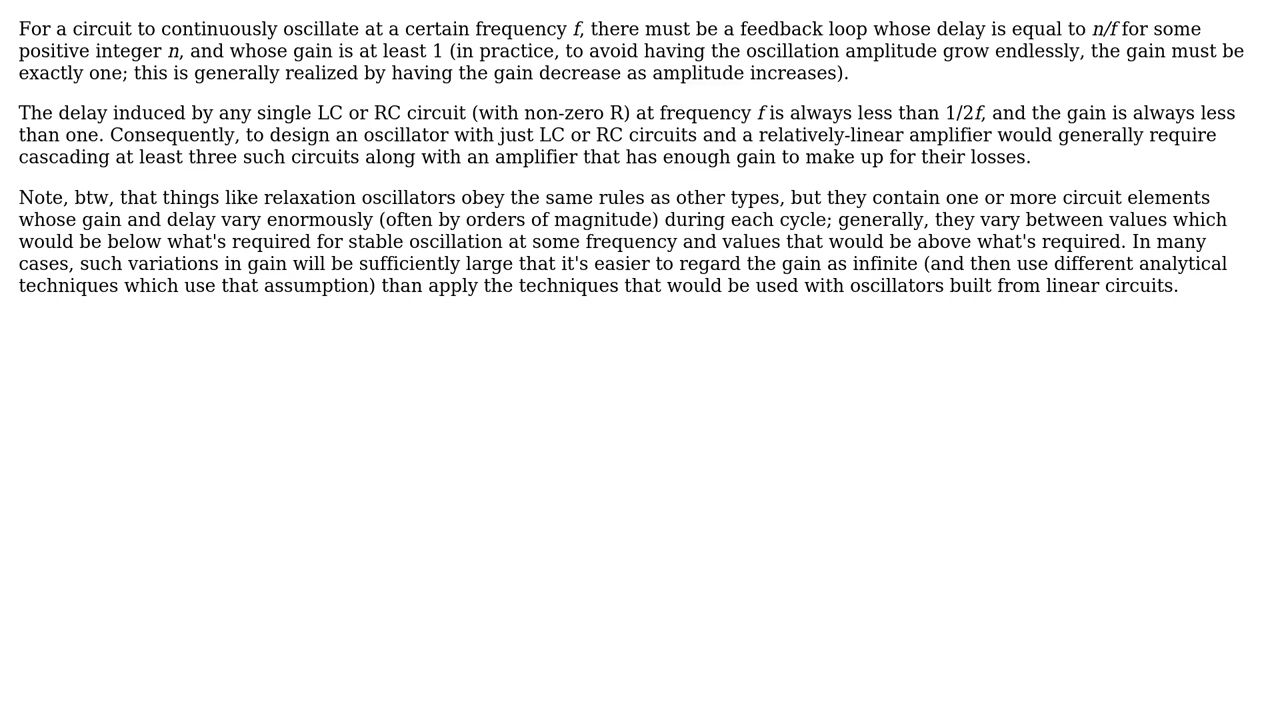 For a circuit to continuously oscillate at a certain frequency f, there must be a feedback loop whose delay is equal to n/f for some
positive integer n, and whose gain is at least 1 (in practice, to avoid having the oscillation amplitude grow endlessly, the gain must be
exactly one; this is generally realized by having the gain decrease as amplitude increases).
The delay induced by any single LC or RC circuit (with non-zero R) at frequency f is always less than 1/2f, and the gain is always less
than one. Consequently, to design an oscillator with just LC or RC circuits and a relatively-linear amplifier would generally require
cascading at least three such circuits along with an amplifier that has enough gain to make up for their losses.
Note, btw, that things like relaxation oscillators obey the same rules as other types, but they contain one or more circuit elements
whose gain and delay vary enormously (often by orders of magnitude) during each cycle; generally, they vary between values which
would be below what's required for stable oscillation at some frequency and values that would be above what's required. In many
cases, such variations in gain will be sufficiently large that it's easier to regard the gain as infinite (and then use different analytical
techniques which use that assumption) than apply the techniques that would be used with oscillators built from linear circuits.